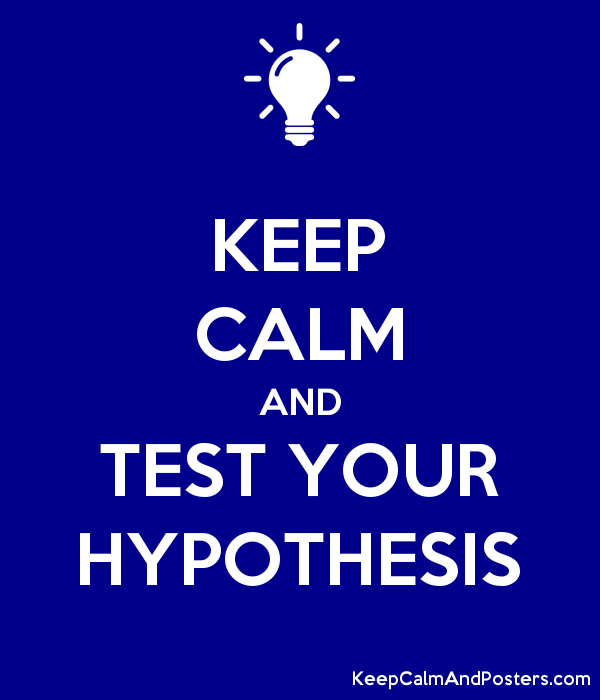 KEEP
CALM
AND
TEST YOUR
HYPOTHESIS
KeepCalmAndPosters.com